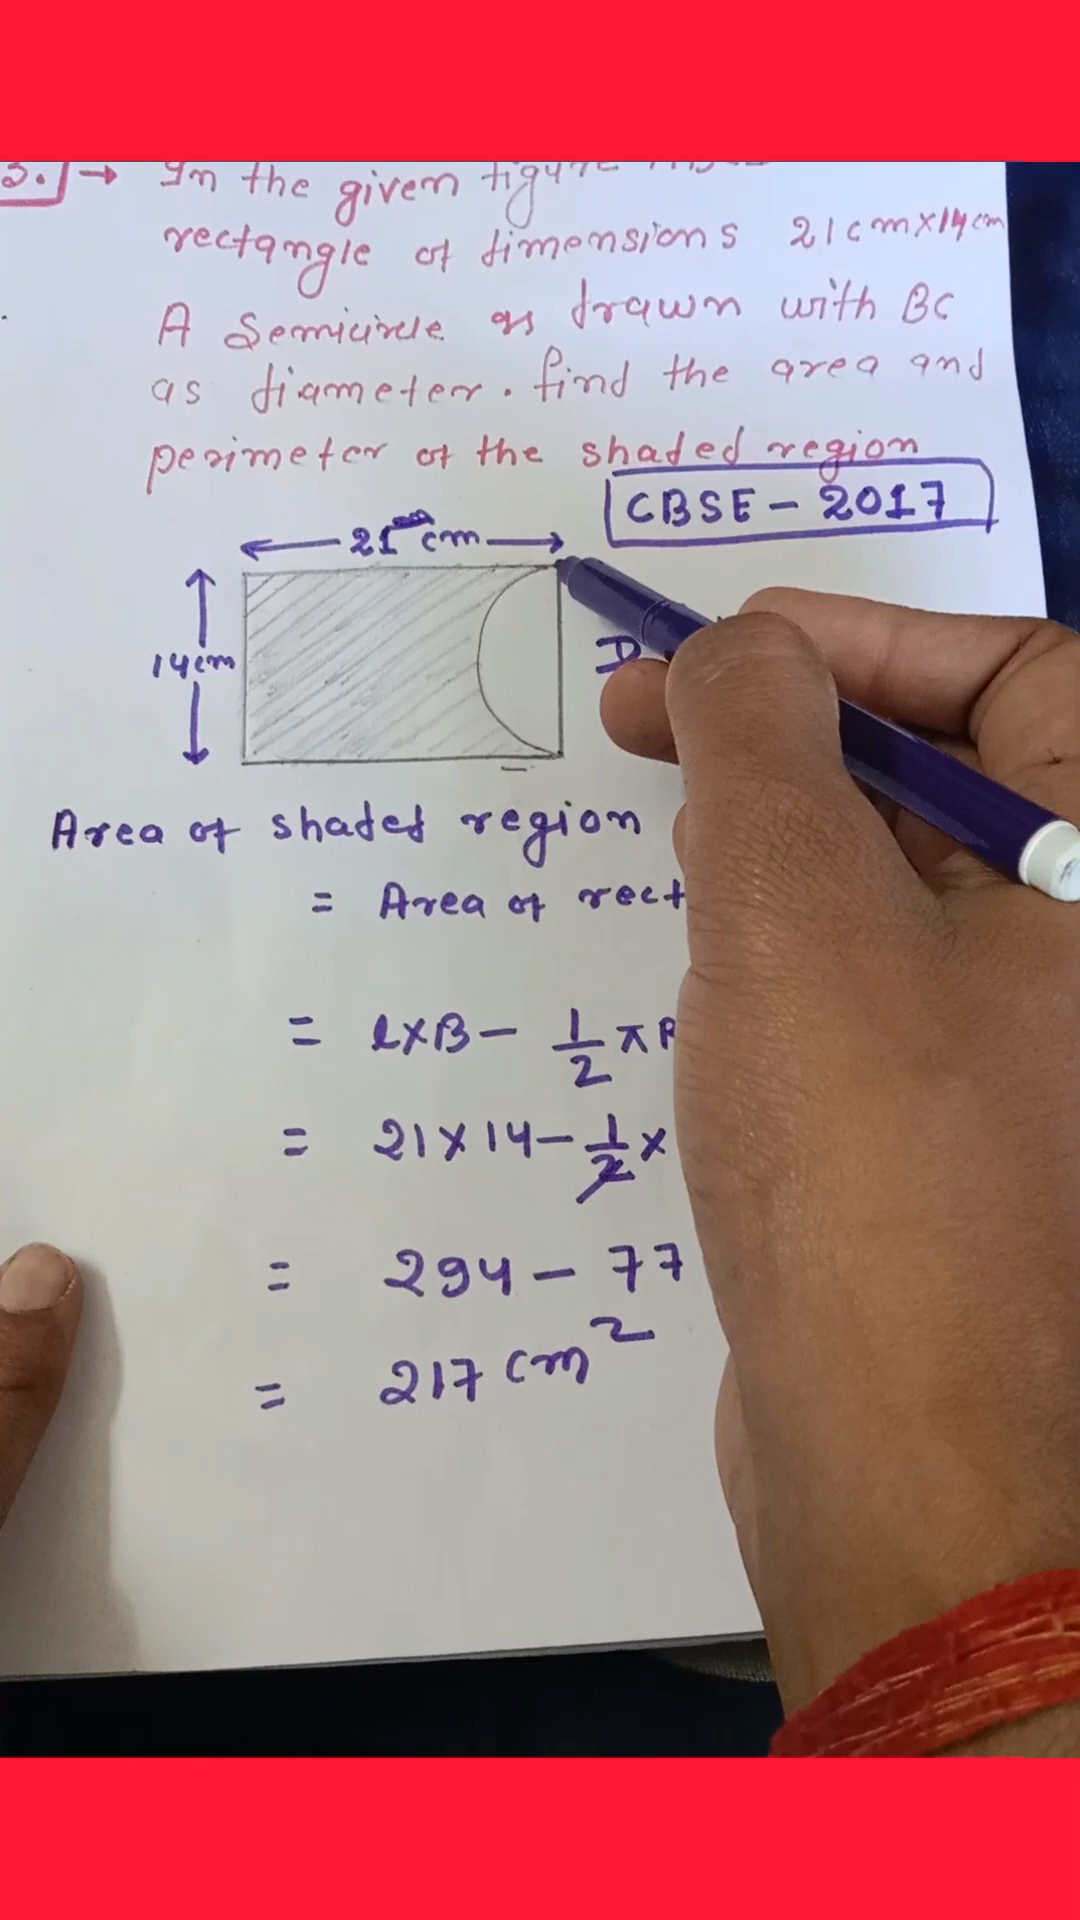 3. → In the given figure
rectangle of dimensions 21cm×14cm
A Semicircle is drawn with BC
as diameter. find the area and
perimeter of the shaded region
CBSE - 2017
21 cm
14cm
D
Area of shaded region
= Area of rect
= l×B - 1/2 π
= 21×14 - 1/2 ×
= 294 - 77
= 217 cm²